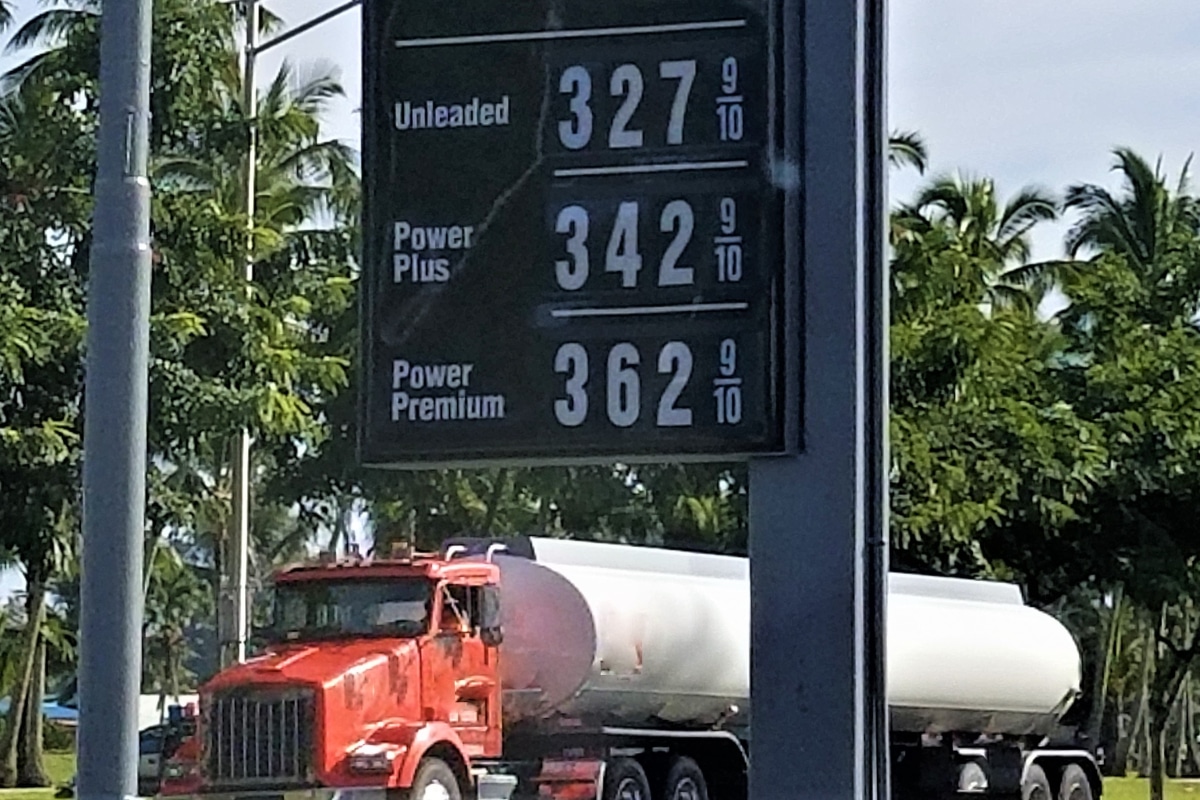 Unleaded 327 9/10
Power
Plus 342 9/10
Power
Premium 362 9/10